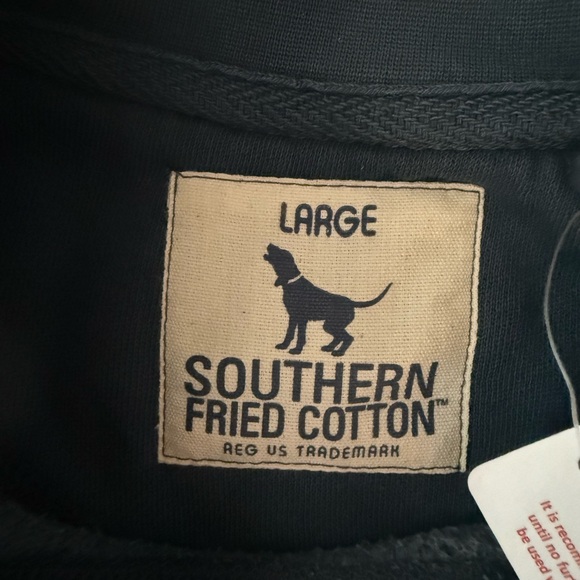 LARGE
SOUTHERN
FRIED COTTON™
REG US TRADEMARK
It is recom
until no fu
be used